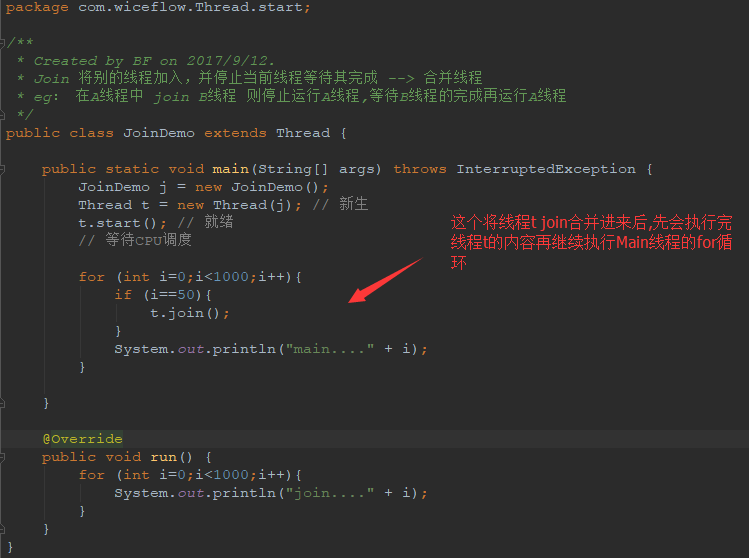 package com.wiceflow.Thread.start;
/**
 * Created by BF on 2017/9/12.
 * Join 将别的线程加入，并停止当前线程等待其完成 --> 合并线程
 * eg： 在A线程中 join B线程 则停止运行A线程,等待B线程的完成再运行A线程
 */
public class JoinDemo extends Thread {
    public static void main(String[] args) throws InterruptedException {
        JoinDemo j = new JoinDemo();
        Thread t = new Thread(j); // 新生
        t.start(); // 就绪
        // 等待CPU调度
        for (int i=0;i<1000;i++){
            if (i==50){
                t.join();
            }
            System.out.println("main...." + i);
        }
    }
这个将线程t join合并进来后,先会执行完
线程t的内容再继续执行Main线程的for循
环
    @Override
    public void run() {
        for (int i=0;i<1000;i++){
            System.out.println("join...." + i);
        }
    }
}